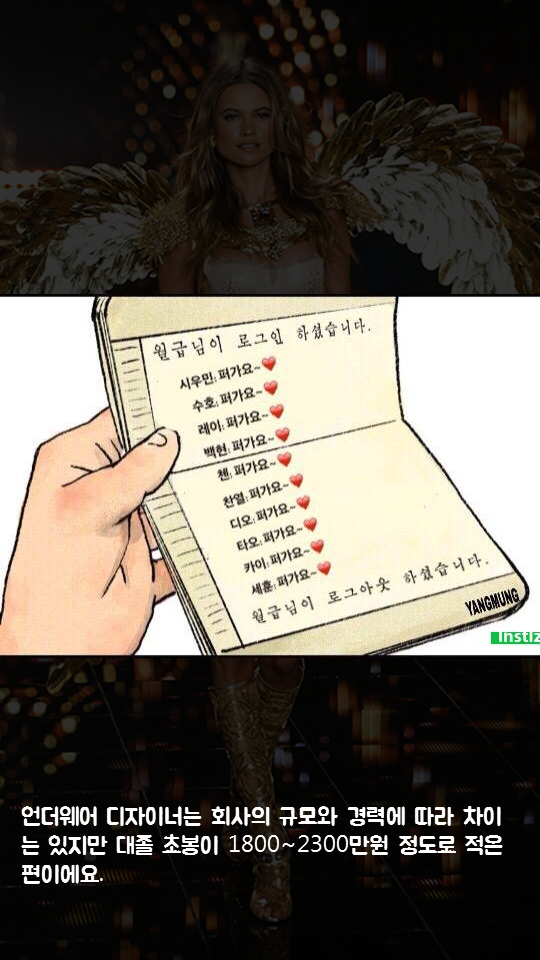 월급님이 로그인 하셨습니다.
시우민: 퍼가요~❤
수호: 퍼가요~❤
레이: 퍼가요~❤
백현: 퍼가요~❤
첸: 퍼가요~❤
찬열: 퍼가요~❤
디오: 퍼가요~❤
타오: 퍼가요~❤
카이: 퍼가요~❤
세훈: 퍼가요~❤
월급님이 로그아웃 하셨습니다.
YANGMUNG
instiz
언더웨어 디자이너는 회사의 규모와 경력에 따라 차이
는 있지만 대졸 초봉이 1800~2300만원 정도로 적은
편이에요.